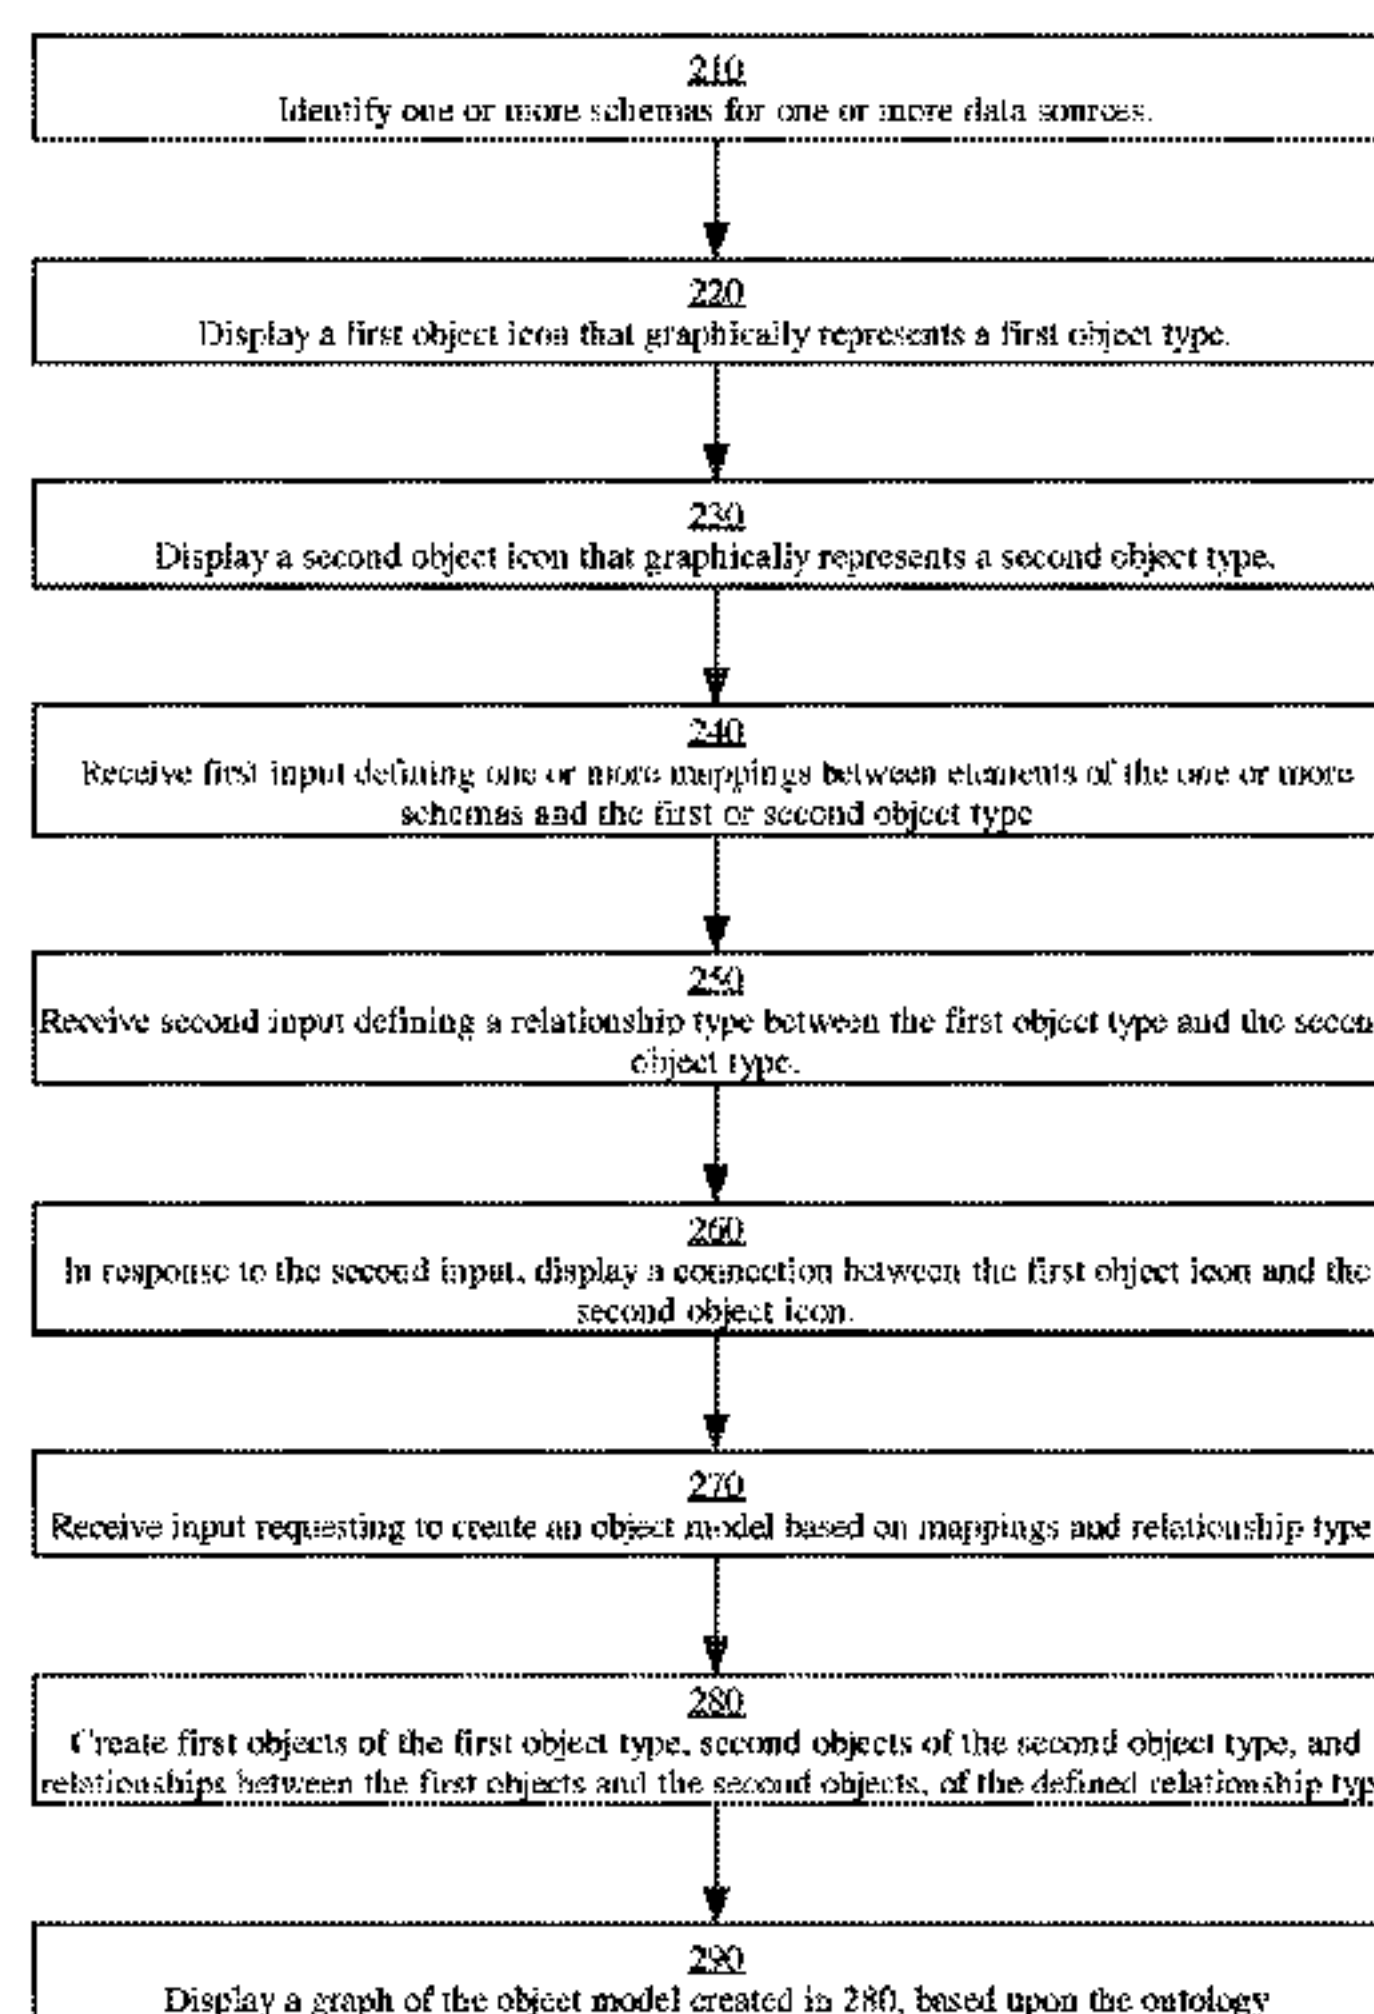 210
Identify one or more schemas for one or more data sources.
220
Display a first object icon that graphically represents a first object type.
230
Display a second object icon that graphically represents a second object type.
240
Receive first input defining one or more mappings between elements of the one or more
schemas and the first or second object type
250
Receive second input defining a relationship type between the first object type and the secon
object type.
260
In response to the second input, display a connection between the first object icon and the
second object icon.
270
Receive input requesting to create an object model based on mappings and relationship type
280
Create first objects of the first object type, second objects of the second object type, and
relationships between the first objects and the second objects, of the defined relationship typ
290
Display a graph of the object model created in 280, based upon the ontology